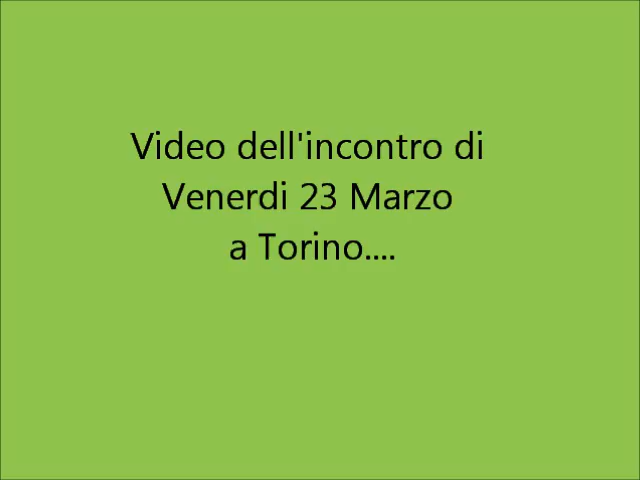 Video dell'incontro di
Venerdi 23 Marzo
a Torino....